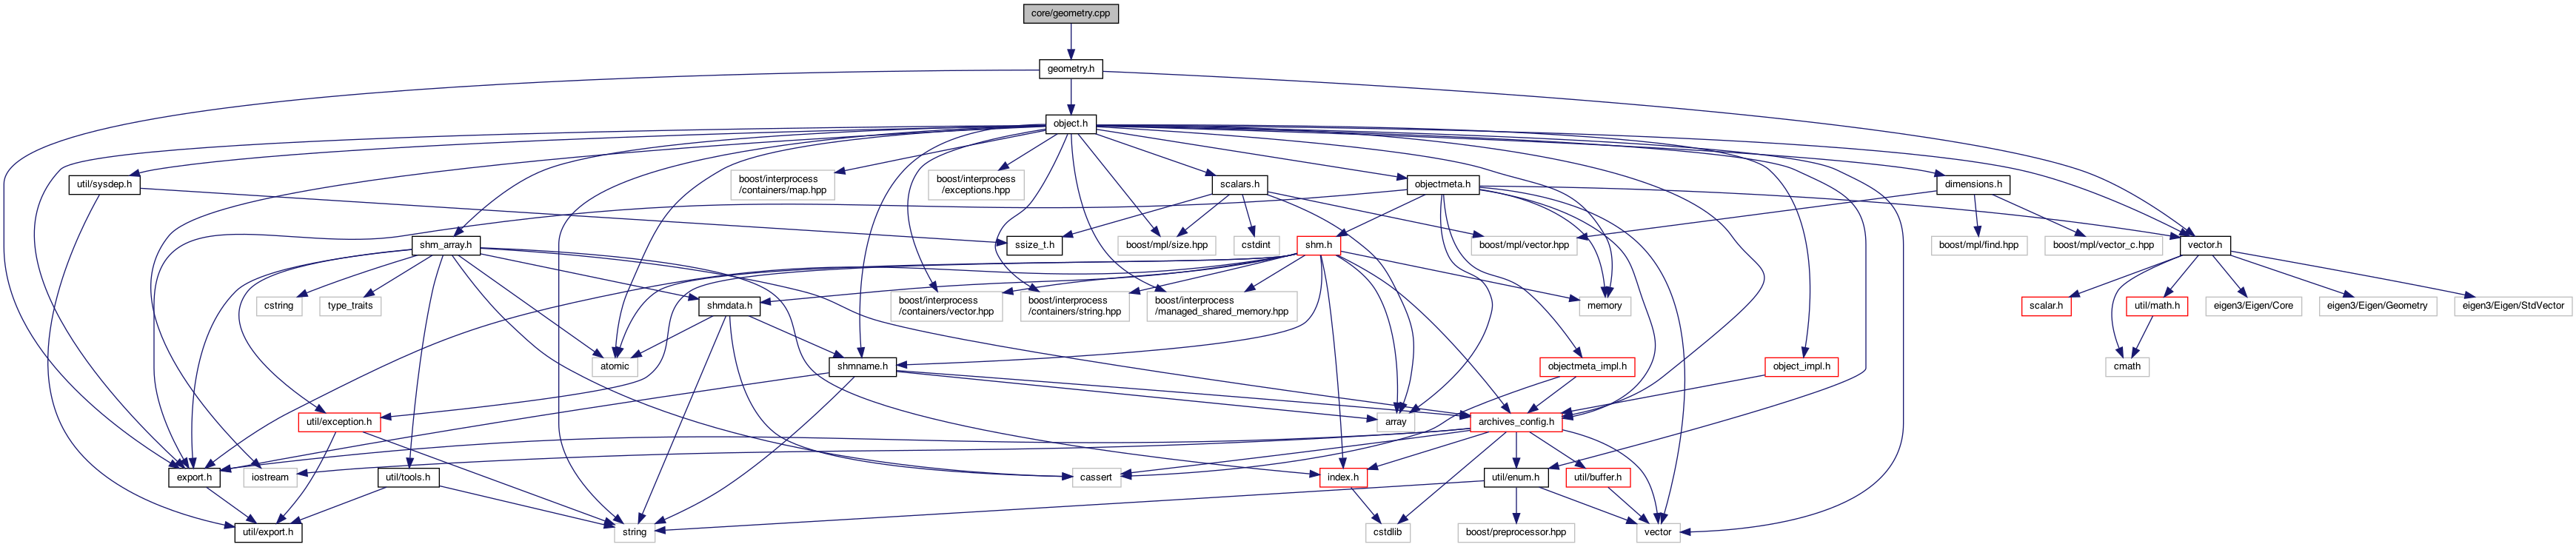 core/geometry.cpp
geometry.h
object.h
util/sysdep.h
boost/interprocess
/containers/map.hpp
boost/interprocess
/exceptions.hpp
scalars.h
objectmeta.h
dimensions.h
shm_array.h
ssize_t.h
boost/mpl/size.hpp
cstdint
shm.h
boost/mpl/vector.hpp
boost/mpl/find.hpp
boost/mpl/vector_c.hpp
vector.h
cstring
type_traits
shmdata.h
boost/interprocess
/containers/vector.hpp
boost/interprocess
/containers/string.hpp
boost/interprocess
/managed_shared_memory.hpp
memory
scalar.h
util/math.h
eigen3/Eigen/Core
eigen3/Eigen/Geometry
eigen3/Eigen/StdVector
atomic
shmname.h
objectmeta_impl.h
object_impl.h
cmath
util/exception.h
array
archives_config.h
export.h
iostream
util/tools.h
cassert
index.h
util/enum.h
util/buffer.h
util/export.h
string
cstdlib
boost/preprocessor.hpp
vector